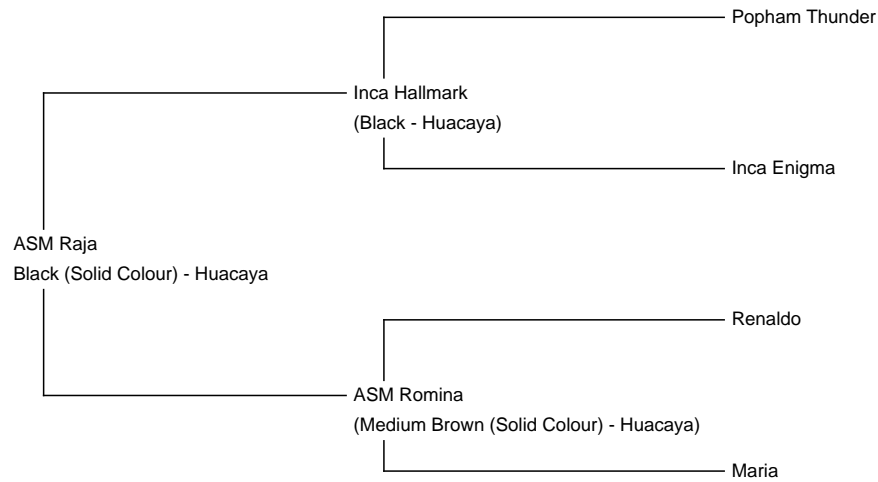 Popham Thunder
Inca Hallmark
(Black - Huacaya)
Inca Enigma
ASM Raja
Black (Solid Colour) - Huacaya
Renaldo
ASM Romina
(Medium Brown (Solid Colour) - Huacaya)
Maria